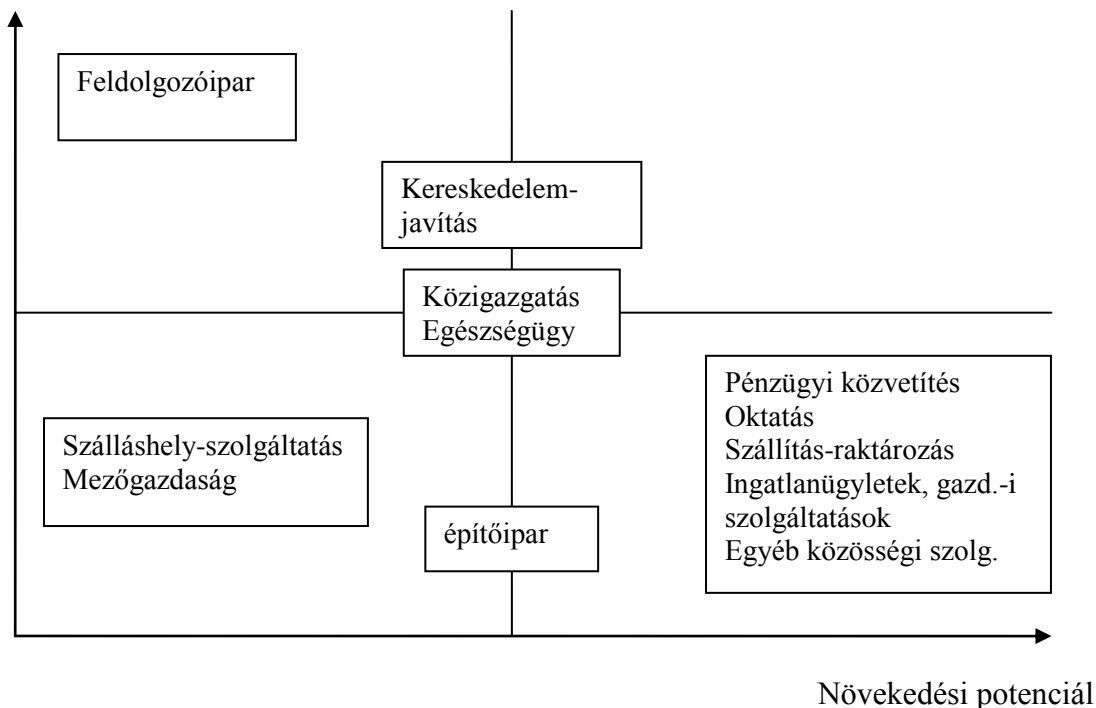 Feldolgozóipar
Kereskedelem-
javítás
Közigazgatás
Egészségügy
Szálláshely-szolgáltatás
Mezőgazdaság
építőipar
Pénzügyi közvetítés
Oktatás
Szállítás-raktározás
Ingatlanügyletek, gazd.-i
szolgáltatások
Egyéb közösségi szolg.
Növekedési potenciál